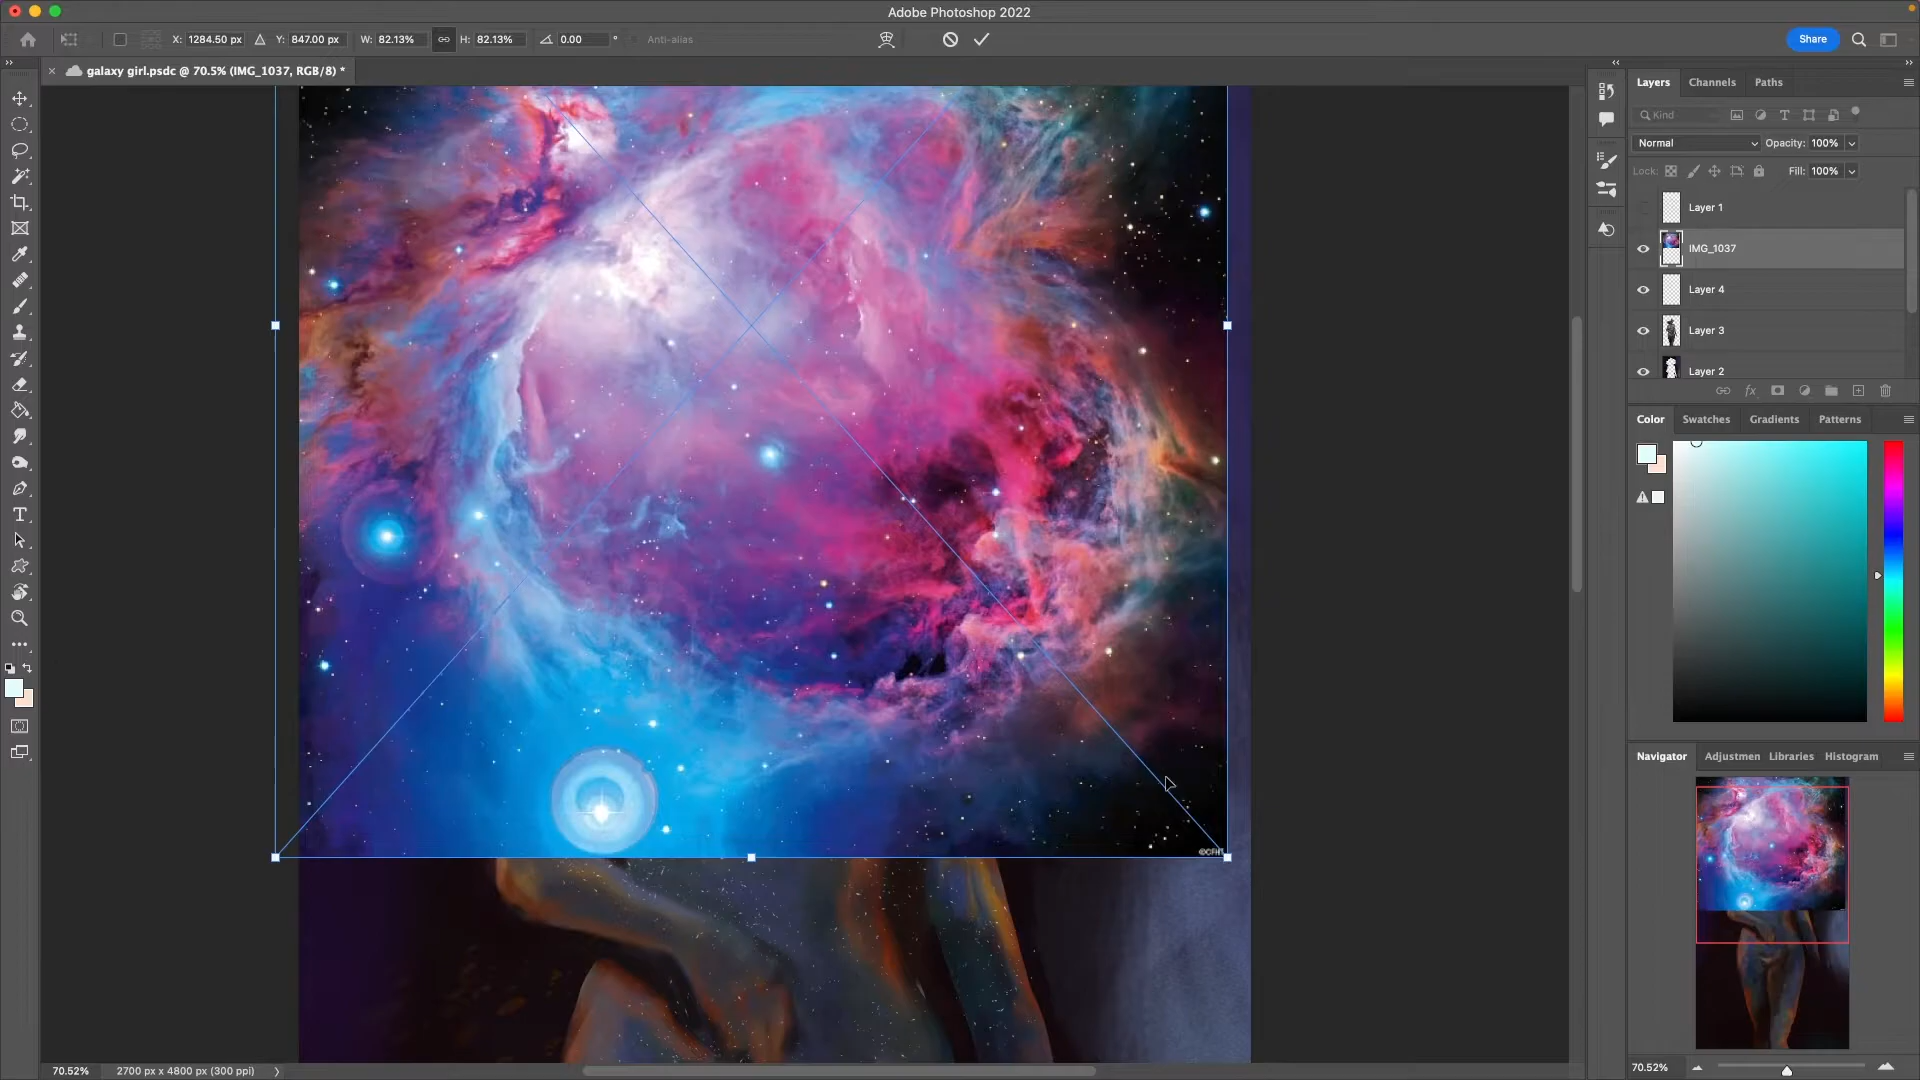 Adobe Photoshop 2022
X: 1284.50 px
Y: 847.00 px
W: 82.13%
H: 82.13%
0.00 °
Anti-alias
Share
× galaxy girl.psdc @ 70.5% (IMG_1037, RGB/8) *
Layers
Channels
Paths
Kind
Normal
Opacity: 100%
Lock:
Fill: 100%
Layer 1
IMG_1037
Layer 4
Layer 3
Layer 2
fx
Color
Swatches
Gradients
Patterns
Navigator
Adjustmen
Libraries
Histogram
©CFHT
70.52%
2700 px x 4800 px (300 ppi)
70.52%